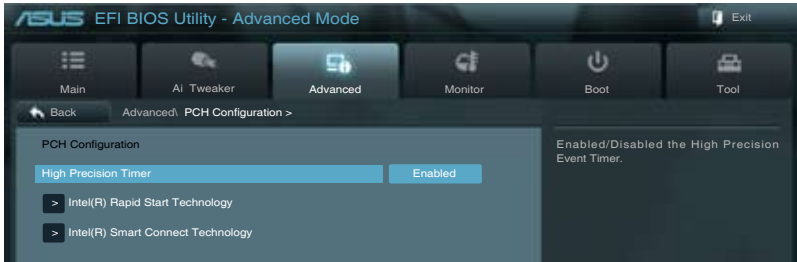 ASUS EFI BIOS Utility - Advanced Mode
Exit
Main
Ai Tweaker
Advanced
Monitor
Boot
Tool
Back
Advanced\ PCH Configuration >
PCH Configuration
High Precision Timer Enabled
> Intel(R) Rapid Start Technology
> Intel(R) Smart Connect Technology
Enabled/Disabled the High Precision
Event Timer.